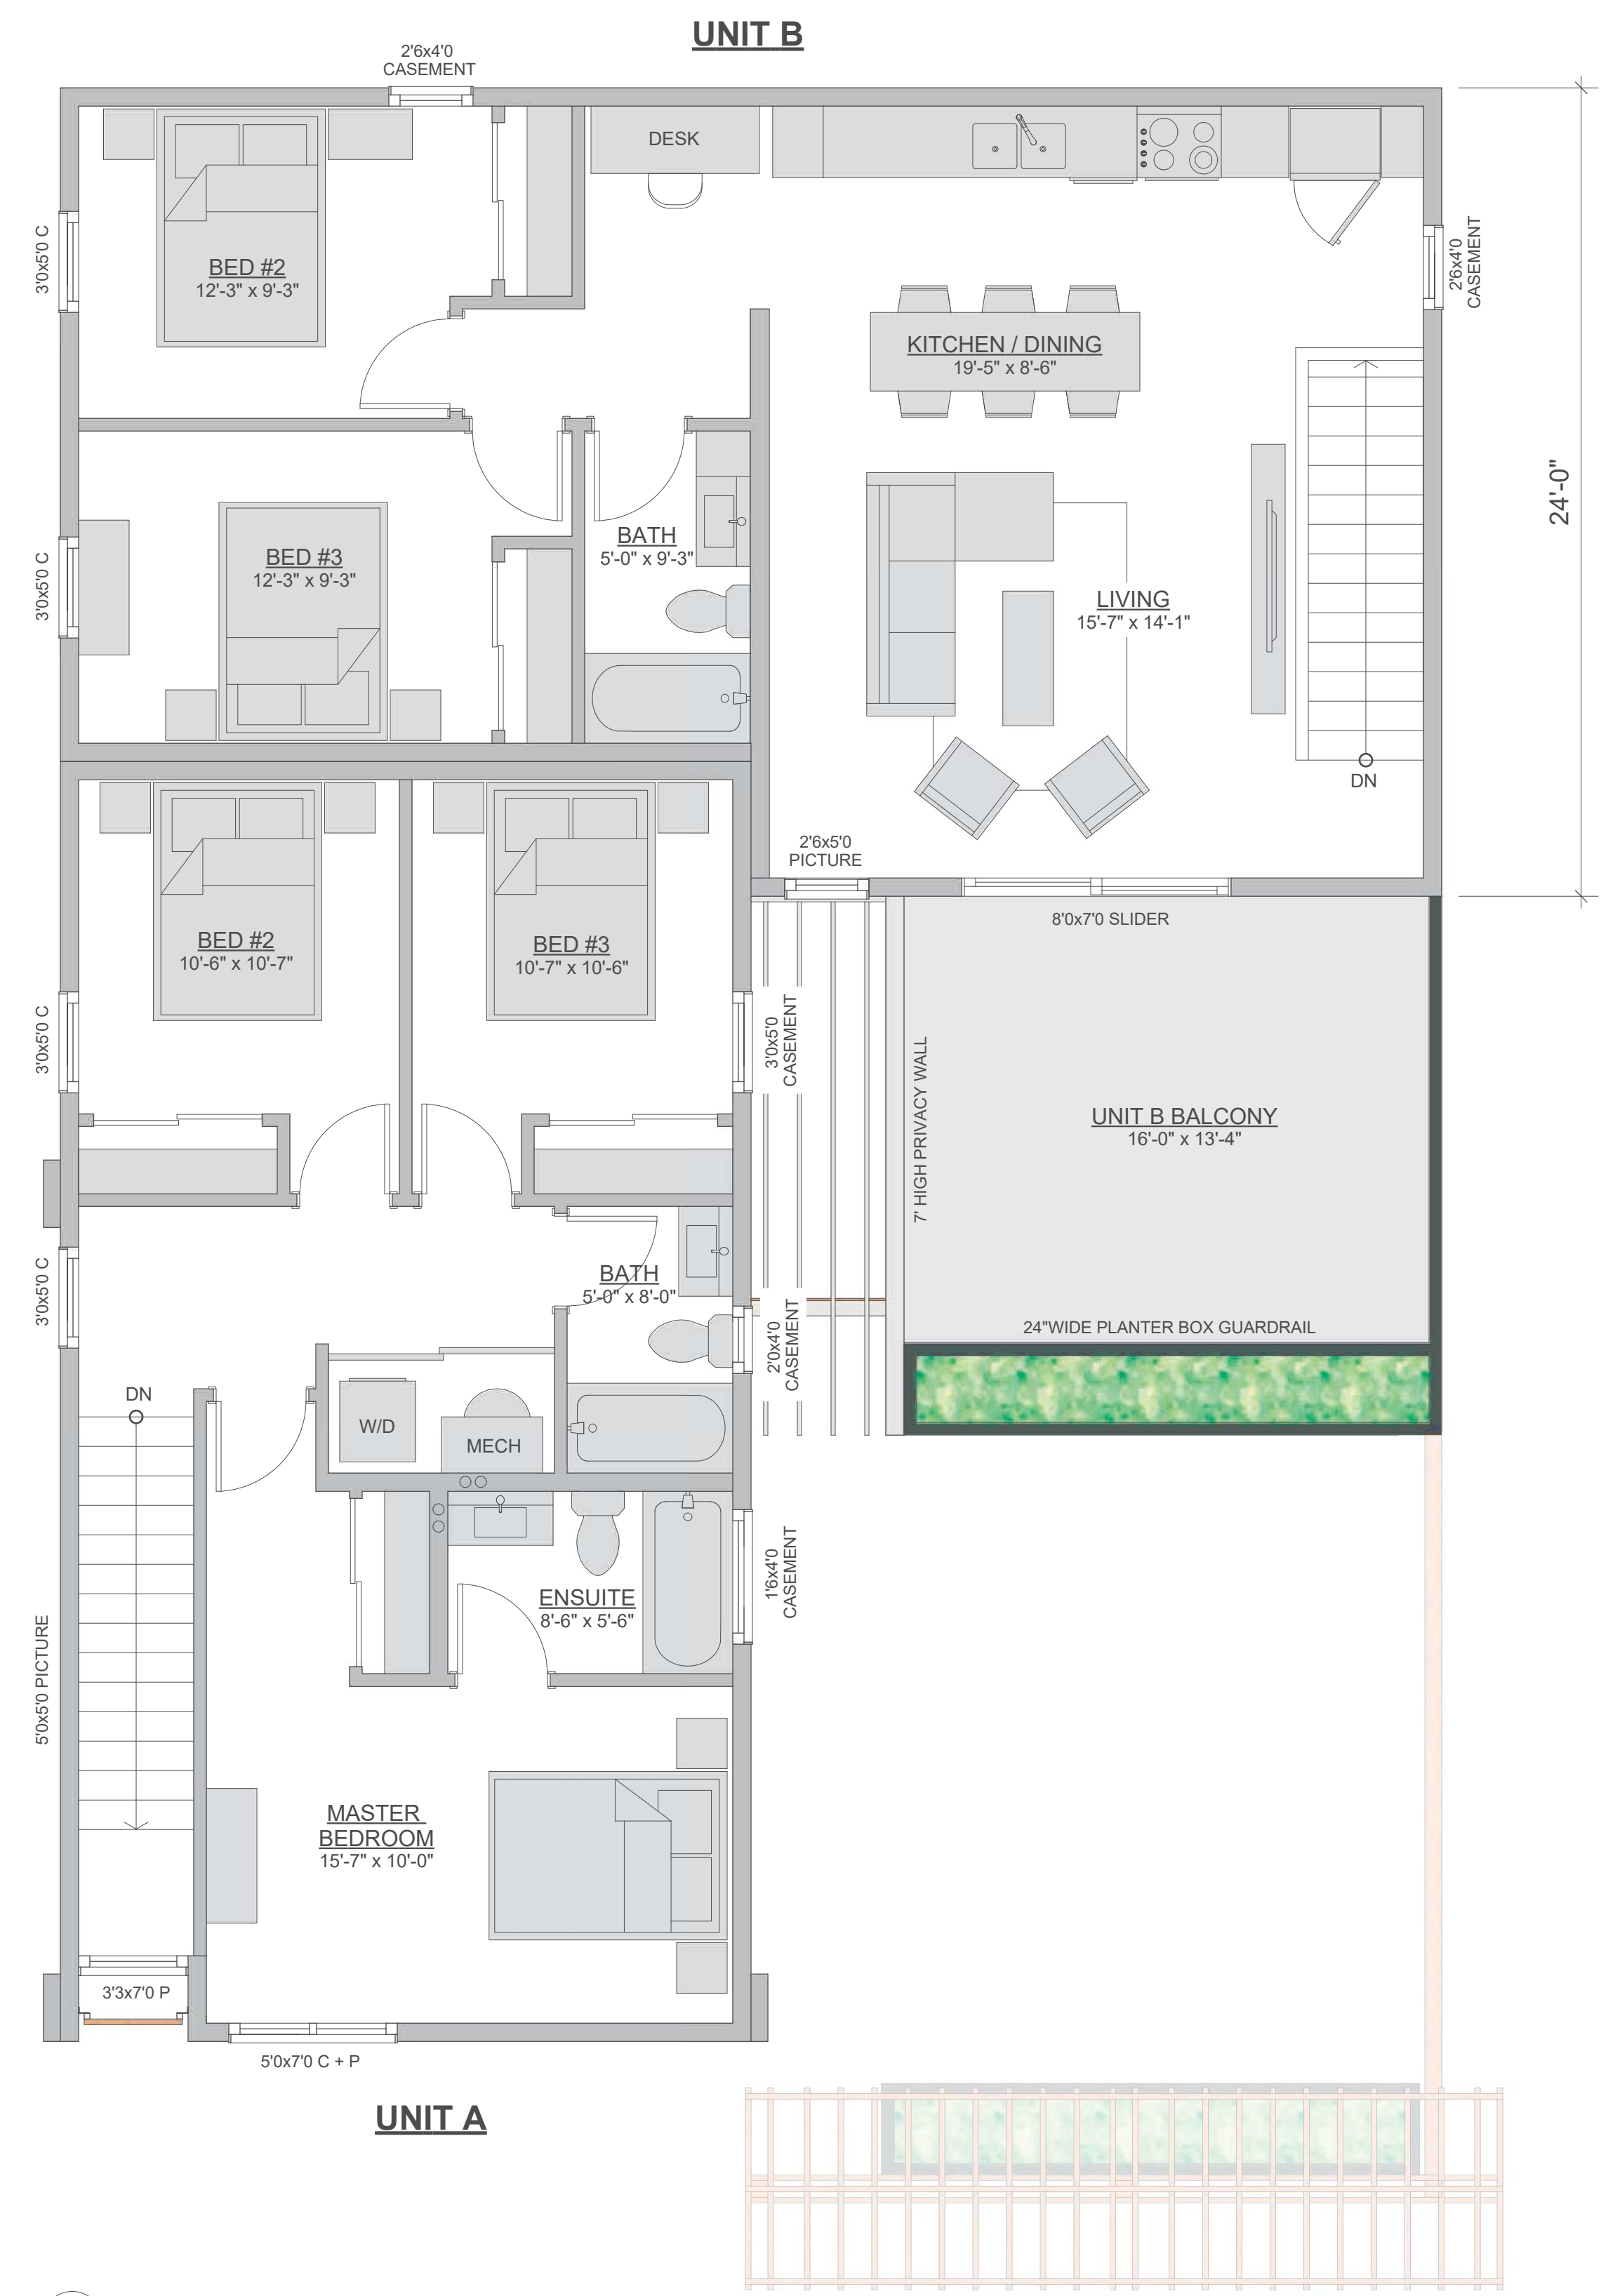 UNIT B
2'6x4'0
CASEMENT
DESK
3'0x5'0 C
BED #2
12'-3" x 9'-3"
2'6x4'0
CASEMENT
KITCHEN / DINING
19'-5" x 8'-6"
24'-0"
3'0x5'0 C
BED #3
12'-3" x 9'-3"
BATH
5'-0" x 9'-3"
LIVING
15'-7" x 14'-1"
DN
2'6x5'0
PICTURE
8'0x7'0 SLIDER
BED #2
10'-6" x 10'-7"
BED #3
10'-7" x 10'-6"
3'0x5'0 C
3'0x5'0
CASEMENT
7' HIGH PRIVACY WALL
UNIT B BALCONY
16'-0" x 13'-4"
3'0x5'0 C
BATH
5'-0" x 8'-0"
2'0x4'0
CASEMENT
24"WIDE PLANTER BOX GUARDRAIL
DN
W/D
MECH
ENSUITE
8'-6" x 5'-6"
1'6x4'0
CASEMENT
5'0x5'0 PICTURE
MASTER
BEDROOM
15'-7" x 10'-0"
3'3x7'0 P
5'0x7'0 C + P
UNIT A